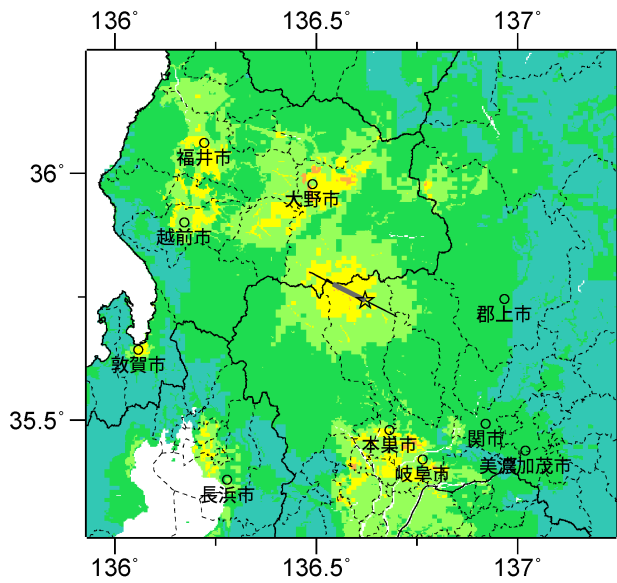 136° 136.5° 137°
36°
35.5°
福井市
大野市
越前市
郡上市
敦賀市
本巣市
関市
岐阜市
美濃加茂市
長浜市
136° 136.5° 137°